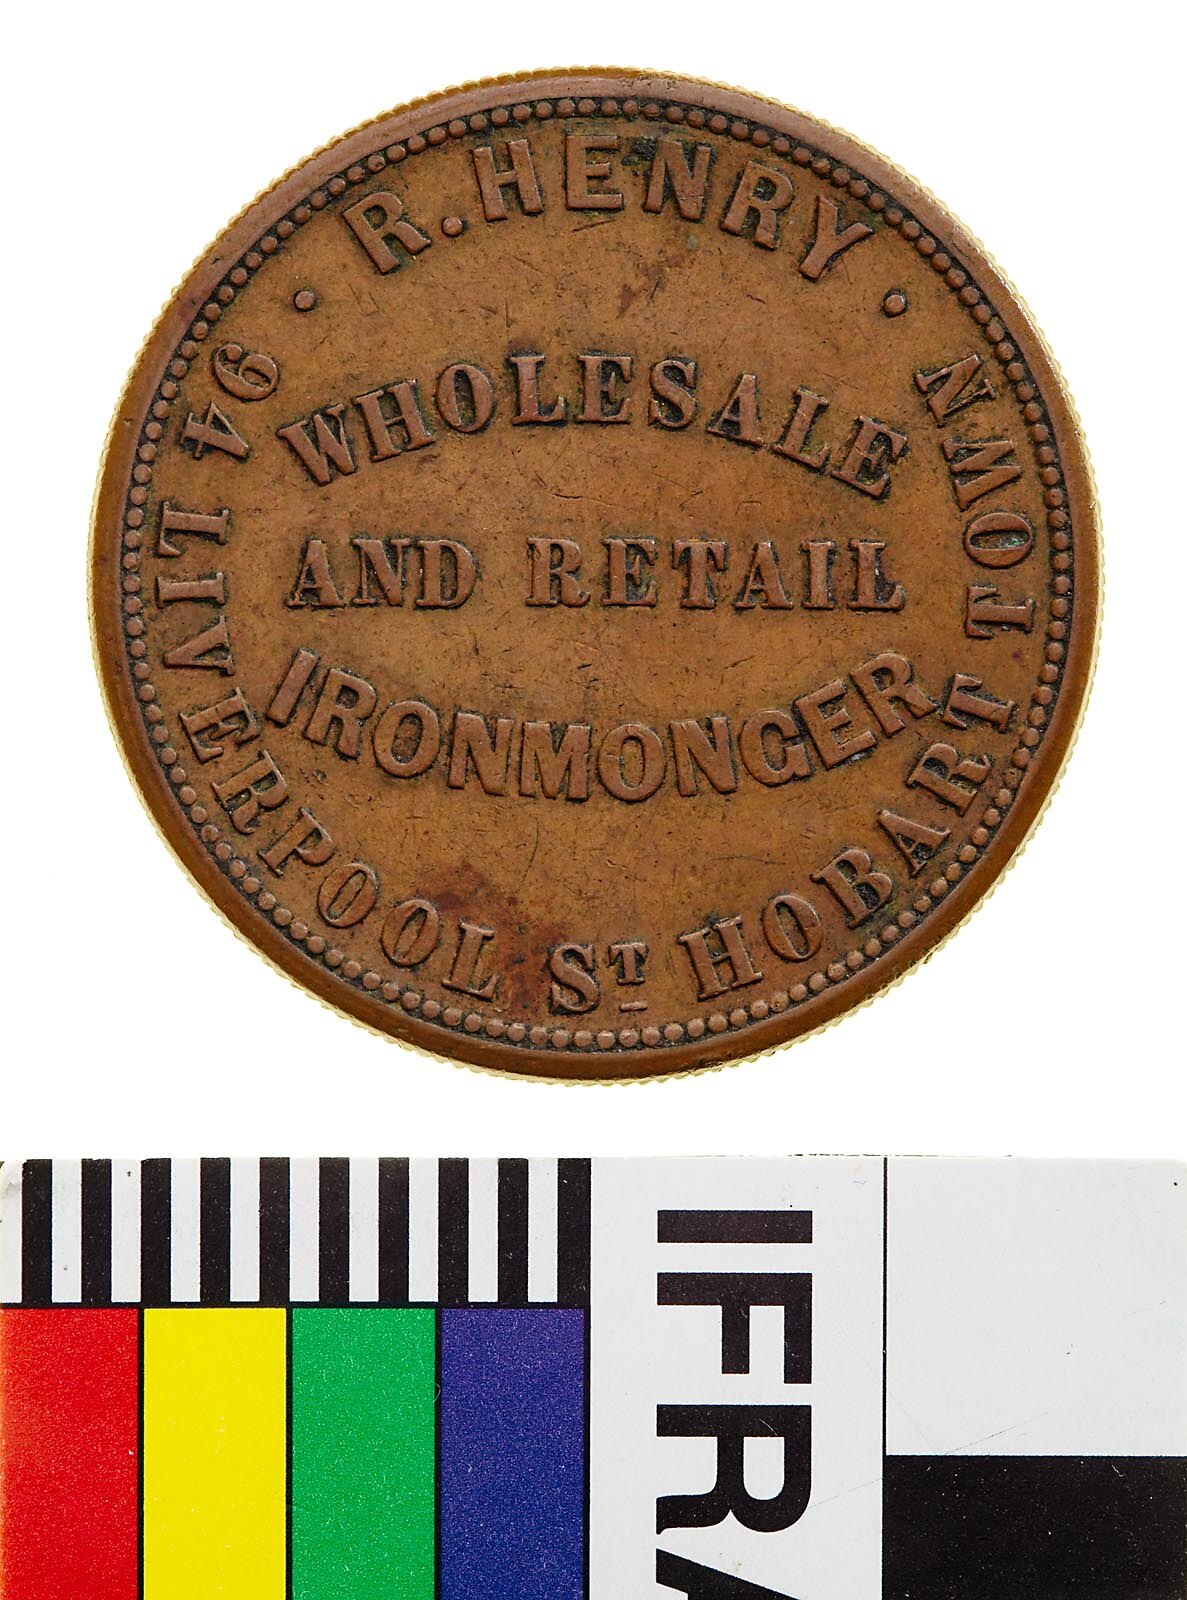 R. HENRY
WHOLESALE
AND RETAIL
IRONMONGER
94 LIVERPOOL ST HOBART TOWN
IFRA